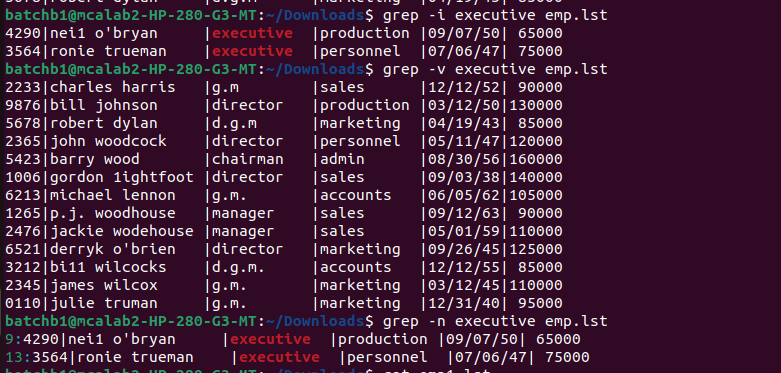 batchb1@mcalab2-HP-280-G3-MT:~/Downloads$ grep -i executive emp.lst
4290|nei1 o'bryan    |executive  |production |09/07/50| 65000
3564|ronie trueman   |executive  |personnel  |07/06/47| 75000
batchb1@mcalab2-HP-280-G3-MT:~/Downloads$ grep -v executive emp.lst
2233|charles harris  |g.m        |sales      |12/12/52| 90000
9876|bill johnson    |director   |production |03/12/50|130000
5678|robert dylan    |d.g.m      |marketing  |04/19/43| 85000
2365|john woodcock   |director   |personnel  |05/11/47|120000
5423|barry wood      |chairman   |admin      |08/30/56|160000
1006|gordon 1ightfoot |director   |sales      |09/03/38|140000
6213|michael lennon  |g.m.       |accounts   |06/05/62|105000
1265|p.j. woodhouse  |manager    |sales      |09/12/63| 90000
2476|jackie wodehouse |manager    |sales      |05/01/59|110000
6521|derryk o'brien  |director   |marketing  |09/26/45|125000
3212|bi11 wilcocks   |d.g.m.     |accounts   |12/12/55| 85000
2345|james wilcox    |g.m.       |marketing  |03/12/45|110000
0110|julie truman    |g.m.       |marketing  |12/31/40| 95000
batchb1@mcalab2-HP-280-G3-MT:~/Downloads$ grep -n executive emp.lst
9:4290|nei1 o'bryan     |executive  |production |09/07/50| 65000
13:3564|ronie trueman    |executive  |personnel  |07/06/47| 75000